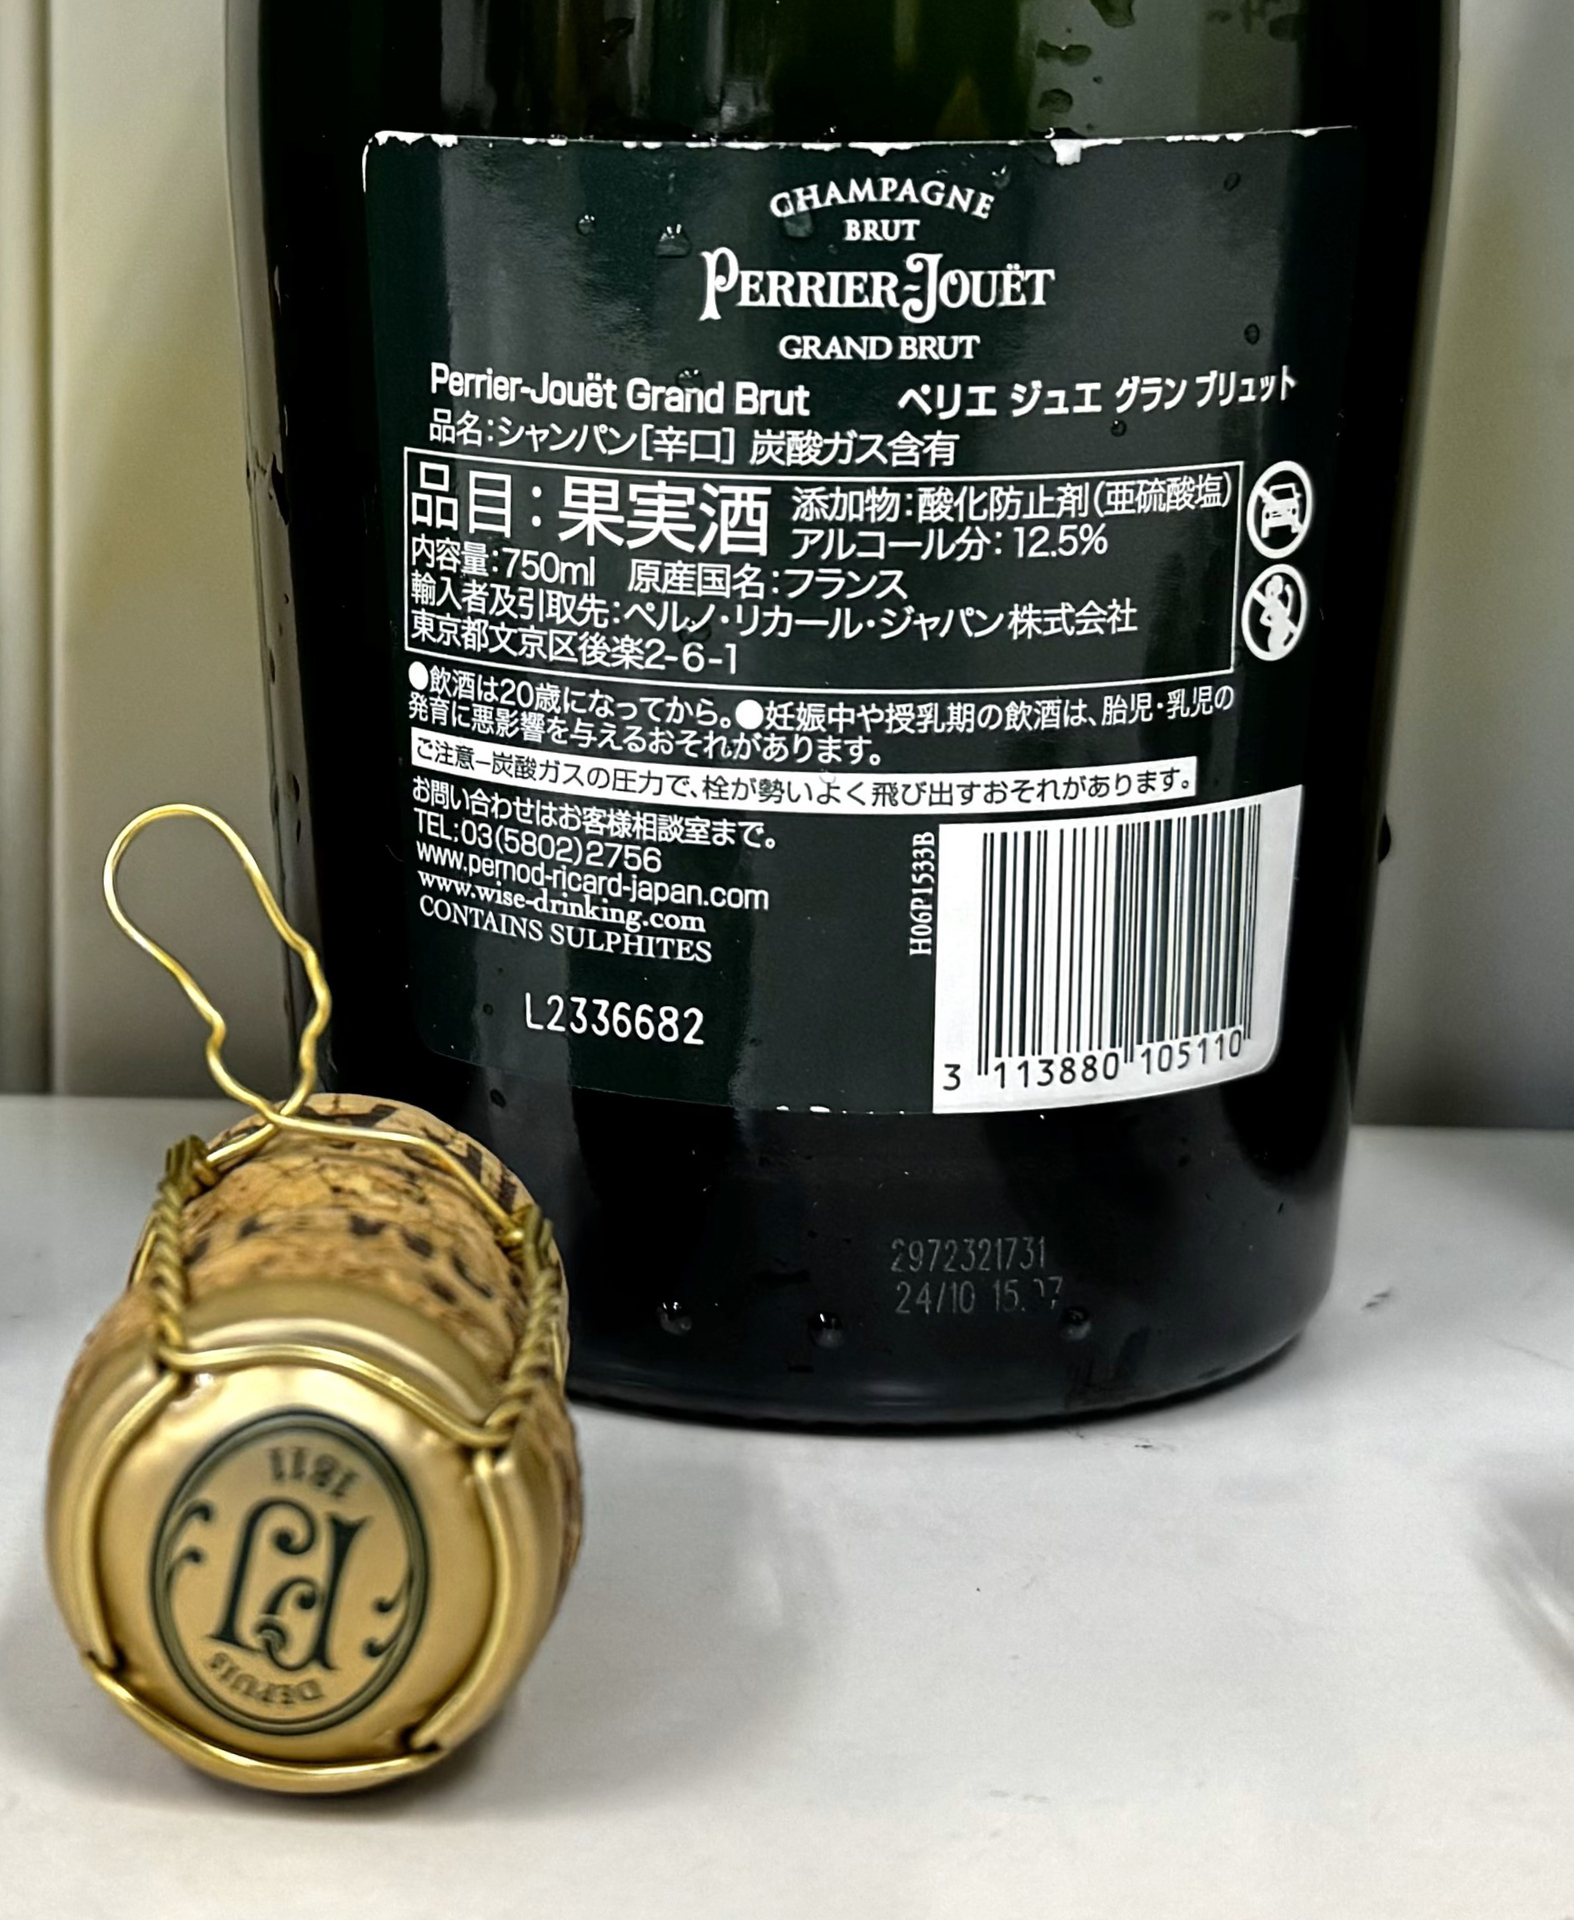 CHAMPAGNE
BRUT
PERRIER-JOUËT
GRAND BRUT
Perrier-Jouët Grand Brut ペリエ ジュエ グラン ブリュット
品名:シャンパン[辛口] 炭酸ガス含有
品目:果実酒 添加物:酸化防止剤(亜硫酸塩)
アルコール分:12.5%
内容量:750ml 原産国名:フランス
輸入者及引取先:ペルノ・リカール・ジャパン株式会社
東京都文京区後楽2-6-1
●飲酒は20歳になってから。●妊娠中や授乳期の飲酒は、胎児・乳児の
発育に悪影響を与えるおそれがあります。
ご注意–炭酸ガスの圧力で、栓が勢いよく飛び出すおそれがあります。
お問い合わせはお客様相談室まで。
TEL:03(5802)2756
www.pernod-ricard-japan.com
www.wise-drinking.com
CONTAINS SULPHITES
L2336682
H06P1533B
3 113880 105110
2972321731
24/10
1811
PJ
DEPUIS